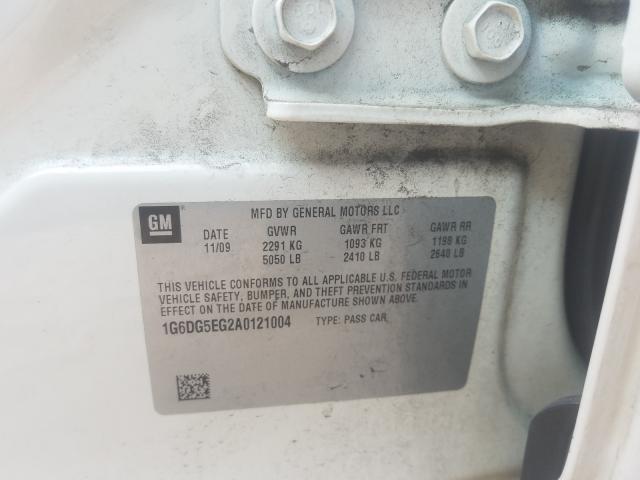 GM
MFD BY GENERAL MOTORS LLC
DATE GVWR GAWR FRT GAWR RR
11/09 2291 KG 1093 KG 1198 KG
5050 LB 2410 LB 2640 LB
THIS VEHICLE CONFORMS TO ALL APPLICABLE U.S. FEDERAL MOTOR
VEHICLE SAFETY, BUMPER, AND THEFT PREVENTION STANDARDS IN
EFFECT ON THE DATE OF MANUFACTURE SHOWN ABOVE.
1G6DG5EG2A0121004 TYPE: PASS CAR